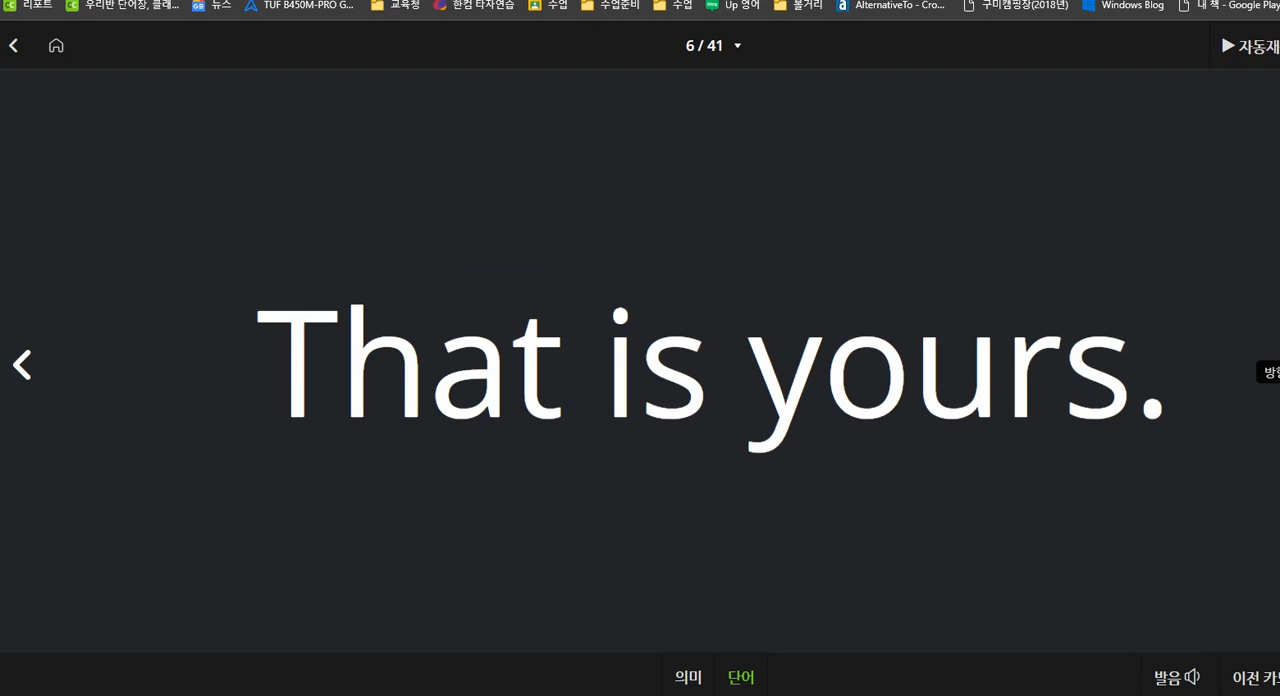 리포트 우리반 단어장, 클래... 뉴스 TUF B450M-PRO G... 교육청 한컴 타자연습 수업 수업준비 수업 Up 영어 볼거리 AlternativeTo - Cro... 구미캠핑장(2018년) Windows Blog 내 책 - Google Play
6 / 41 ▶ 자동재
That is yours.
방향
의미 단어 발음 이전 카드